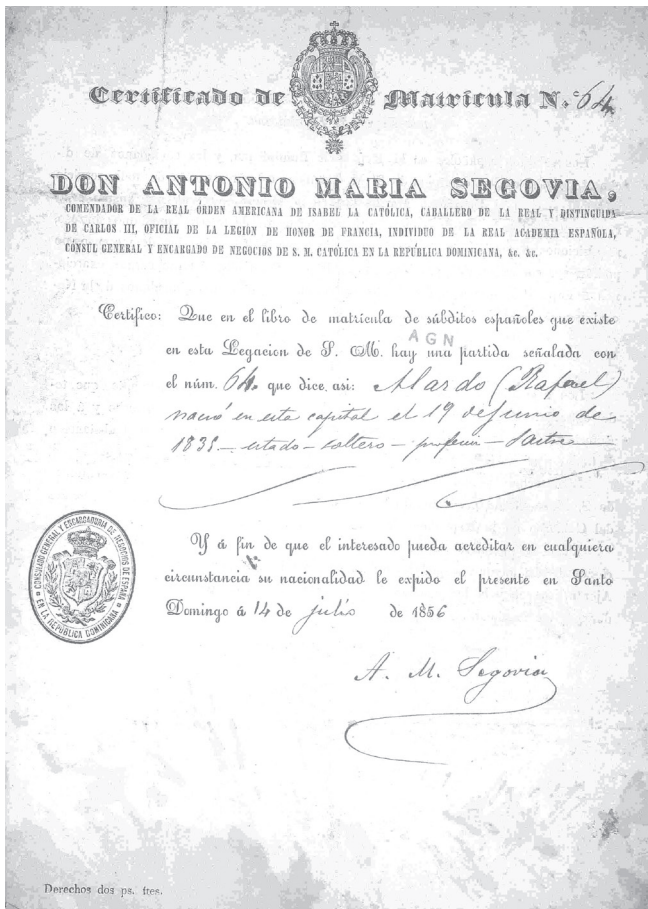 Certificado de Matrícula N.º 64
DON ANTONIO MARIA SEGOVIA,
COMENDADOR DE LA REAL ÓRDEN AMERICANA DE ISABEL LA CATÓLICA, CABALLERO DE LA REAL Y DISTINGUIDA
DE CARLOS III, OFICIAL DE LA LEGION DE HONOR DE FRANCIA, INDIVIDUO DE LA REAL ACADEMIA ESPAÑOLA,
CÓNSUL GENERAL Y ENCARGADO DE NEGOCIOS DE S. M. CATÓLICA EN LA REPÚBLICA DOMINICANA, &c. &c.
Certifico: Que en el libro de matrícula de súbditos españoles que existe
AGN
en esta Legacion de S. M. hay una partida señalada con
el núm. 64. que dice asi: Alardo (Rafael)
nació en esta capital el 19 de Junio de
1835 – estado – soltero – profesion – Sastre
CONSULADO GENERAL Y ENCARGADURIA DE NEGOCIOS DE ESPAÑA
EN LA REPUBLICA DOMINICANA
Y á fin de que el interesado pueda acreditar en cualquiera
circunstancia su nacionalidad le expido el presente en Santo
Domingo á 14 de julio de 1856
A. M. Segovia
Derechos dos ps. ftes.